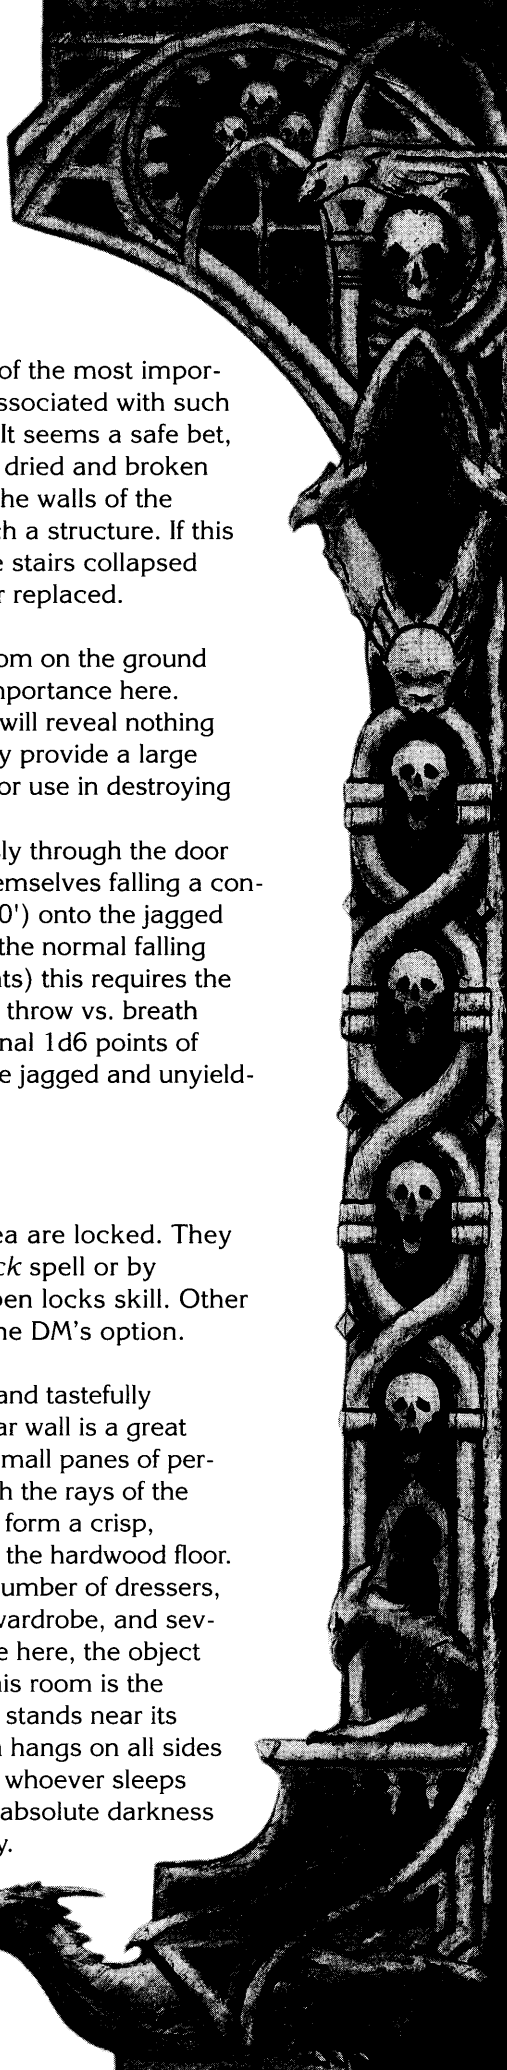 of the most impor-
ssociated with such
It seems a safe bet,
dried and broken
he walls of the
h a structure. If this
e stairs collapsed
r replaced.
om on the ground
nportance here.
will reveal nothing
y provide a large
or use in destroying
ly through the door
emselves falling a con-
0') onto the jagged
the normal falling
ts) this requires the
throw vs. breath
nal 1d6 points of
e jagged and unyield-
ea are locked. They
ck spell or by
pen locks skill. Other
he DM's option.
and tastefully
ar wall is a great
mall panes of per-
h the rays of the
form a crisp,
the hardwood floor.
umber of dressers,
wardrobe, and sev-
e here, the object
his room is the
stands near its
n hangs on all sides
whoever sleeps
absolute darkness
y.